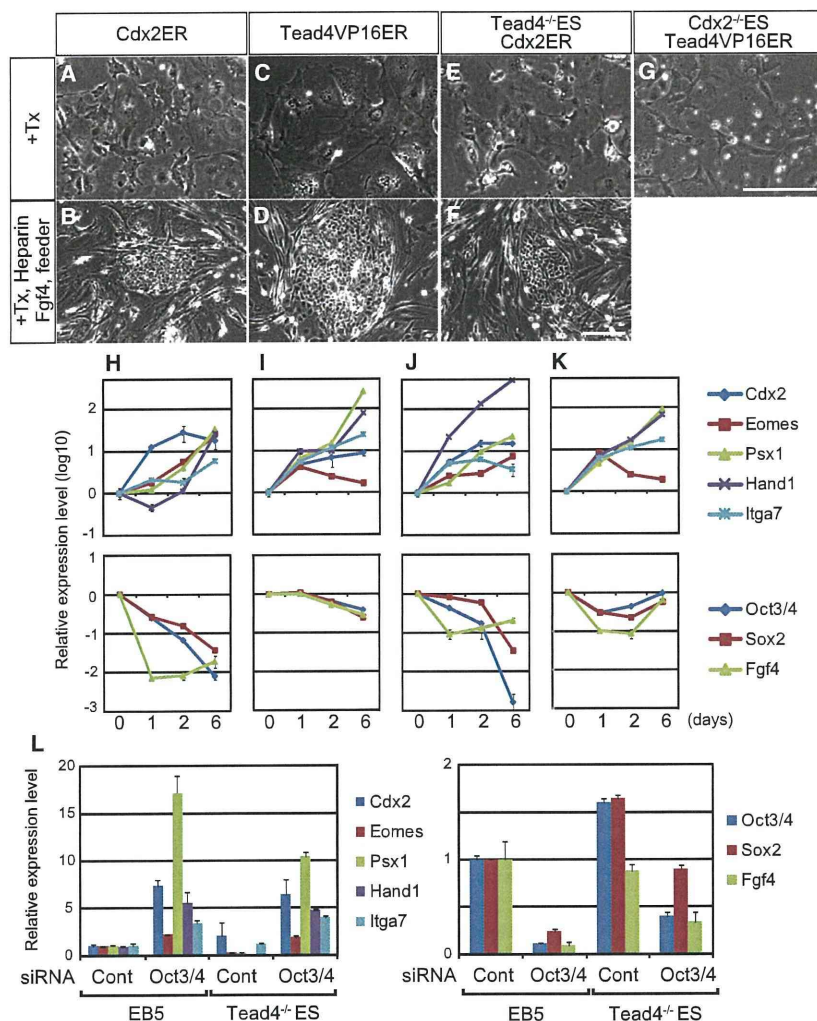 Cdx2ER
Tead4VP16ER
Tead4-/-ES
Cdx2ER
Cdx2-/-ES
Tead4VP16ER
+Tx
A
C
E
G
+Tx, Heparin
Fgf4, feeder
B
D
F
H
I
J
K
Relative expression level (log10)
2
1
0
-1
Cdx2
Eomes
Psx1
Hand1
Itga7
1
0
-1
-2
-3
0 1 2 6
0 1 2 6
0 1 2 6
0 1 2 6
(days)
Oct3/4
Sox2
Fgf4
L
Relative expression level
20
15
10
5
0
Cdx2
Eomes
Psx1
Hand1
Itga7
siRNA
Cont
Oct3/4
Cont
Oct3/4
EB5
Tead4-/-ES
2
1
0
Oct3/4
Sox2
Fgf4
siRNA
Cont
Oct3/4
Cont
Oct3/4
EB5
Tead4-/-ES